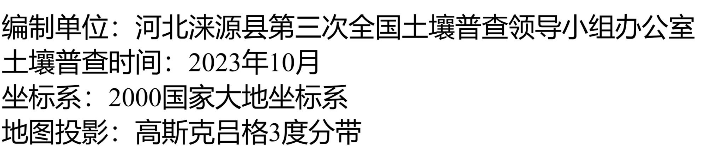 编制单位：河北涞源县第三次全国土壤普查领导小组办公室
土壤普查时间：2023年10月
坐标系：2000国家大地坐标系
地图投影：高斯克吕格3度分带